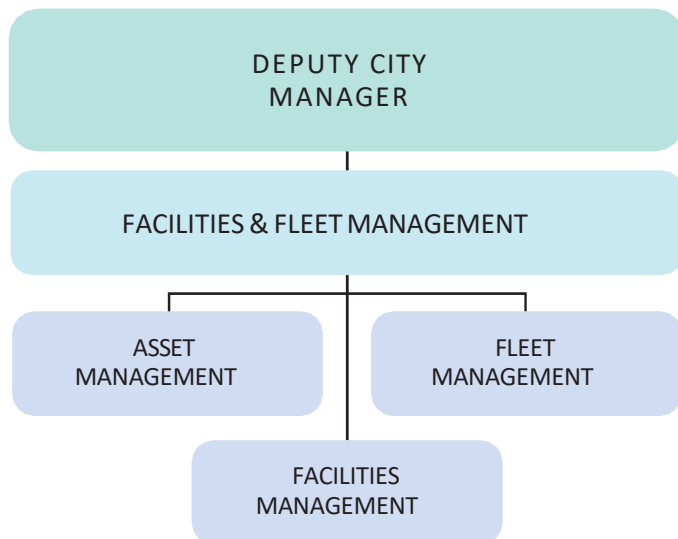 DEPUTY CITY
MANAGER
FACILITIES & FLEET MANAGEMENT
ASSET
MANAGEMENT
FLEET
MANAGEMENT
FACILITIES
MANAGEMENT